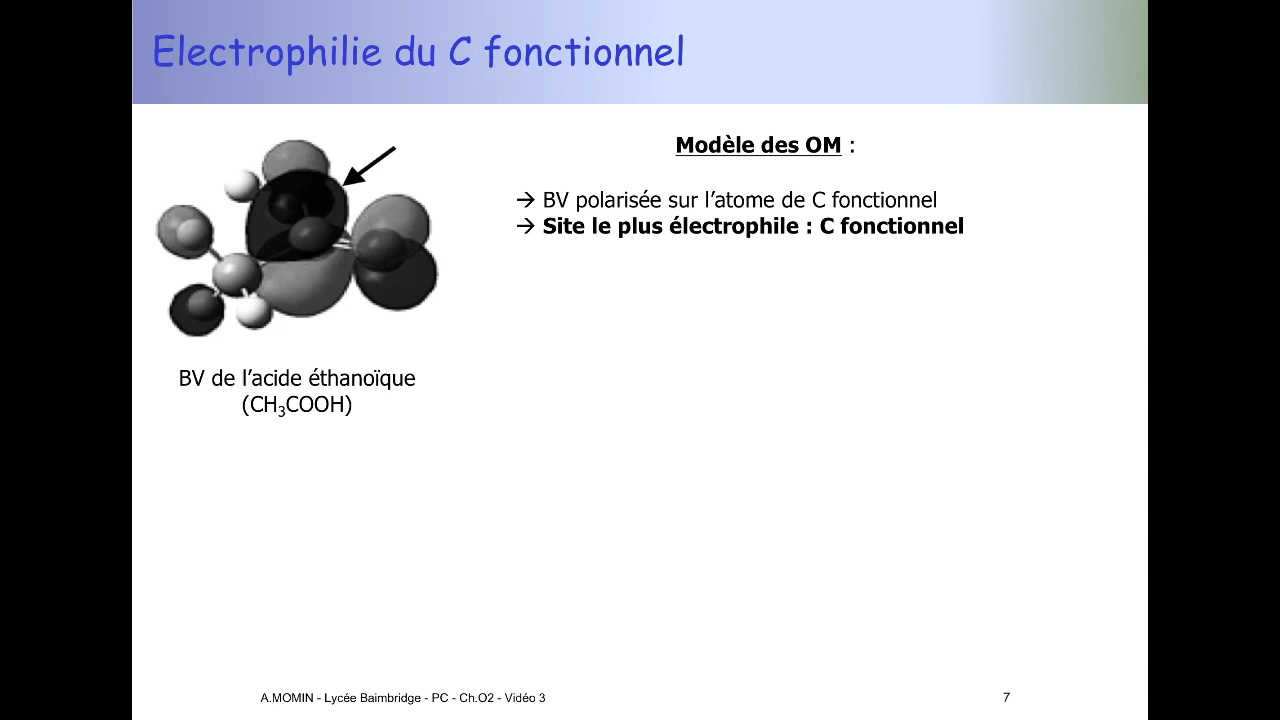 Electrophilie du C fonctionnel
Modèle des OM :
→ BV polarisée sur l’atome de C fonctionnel
→ Site le plus électrophile : C fonctionnel
BV de l’acide éthanoïque
(CH₃COOH)
A.MOMIN - Lycée Baimbridge - PC - Ch.O2 - Vidéo 3
7